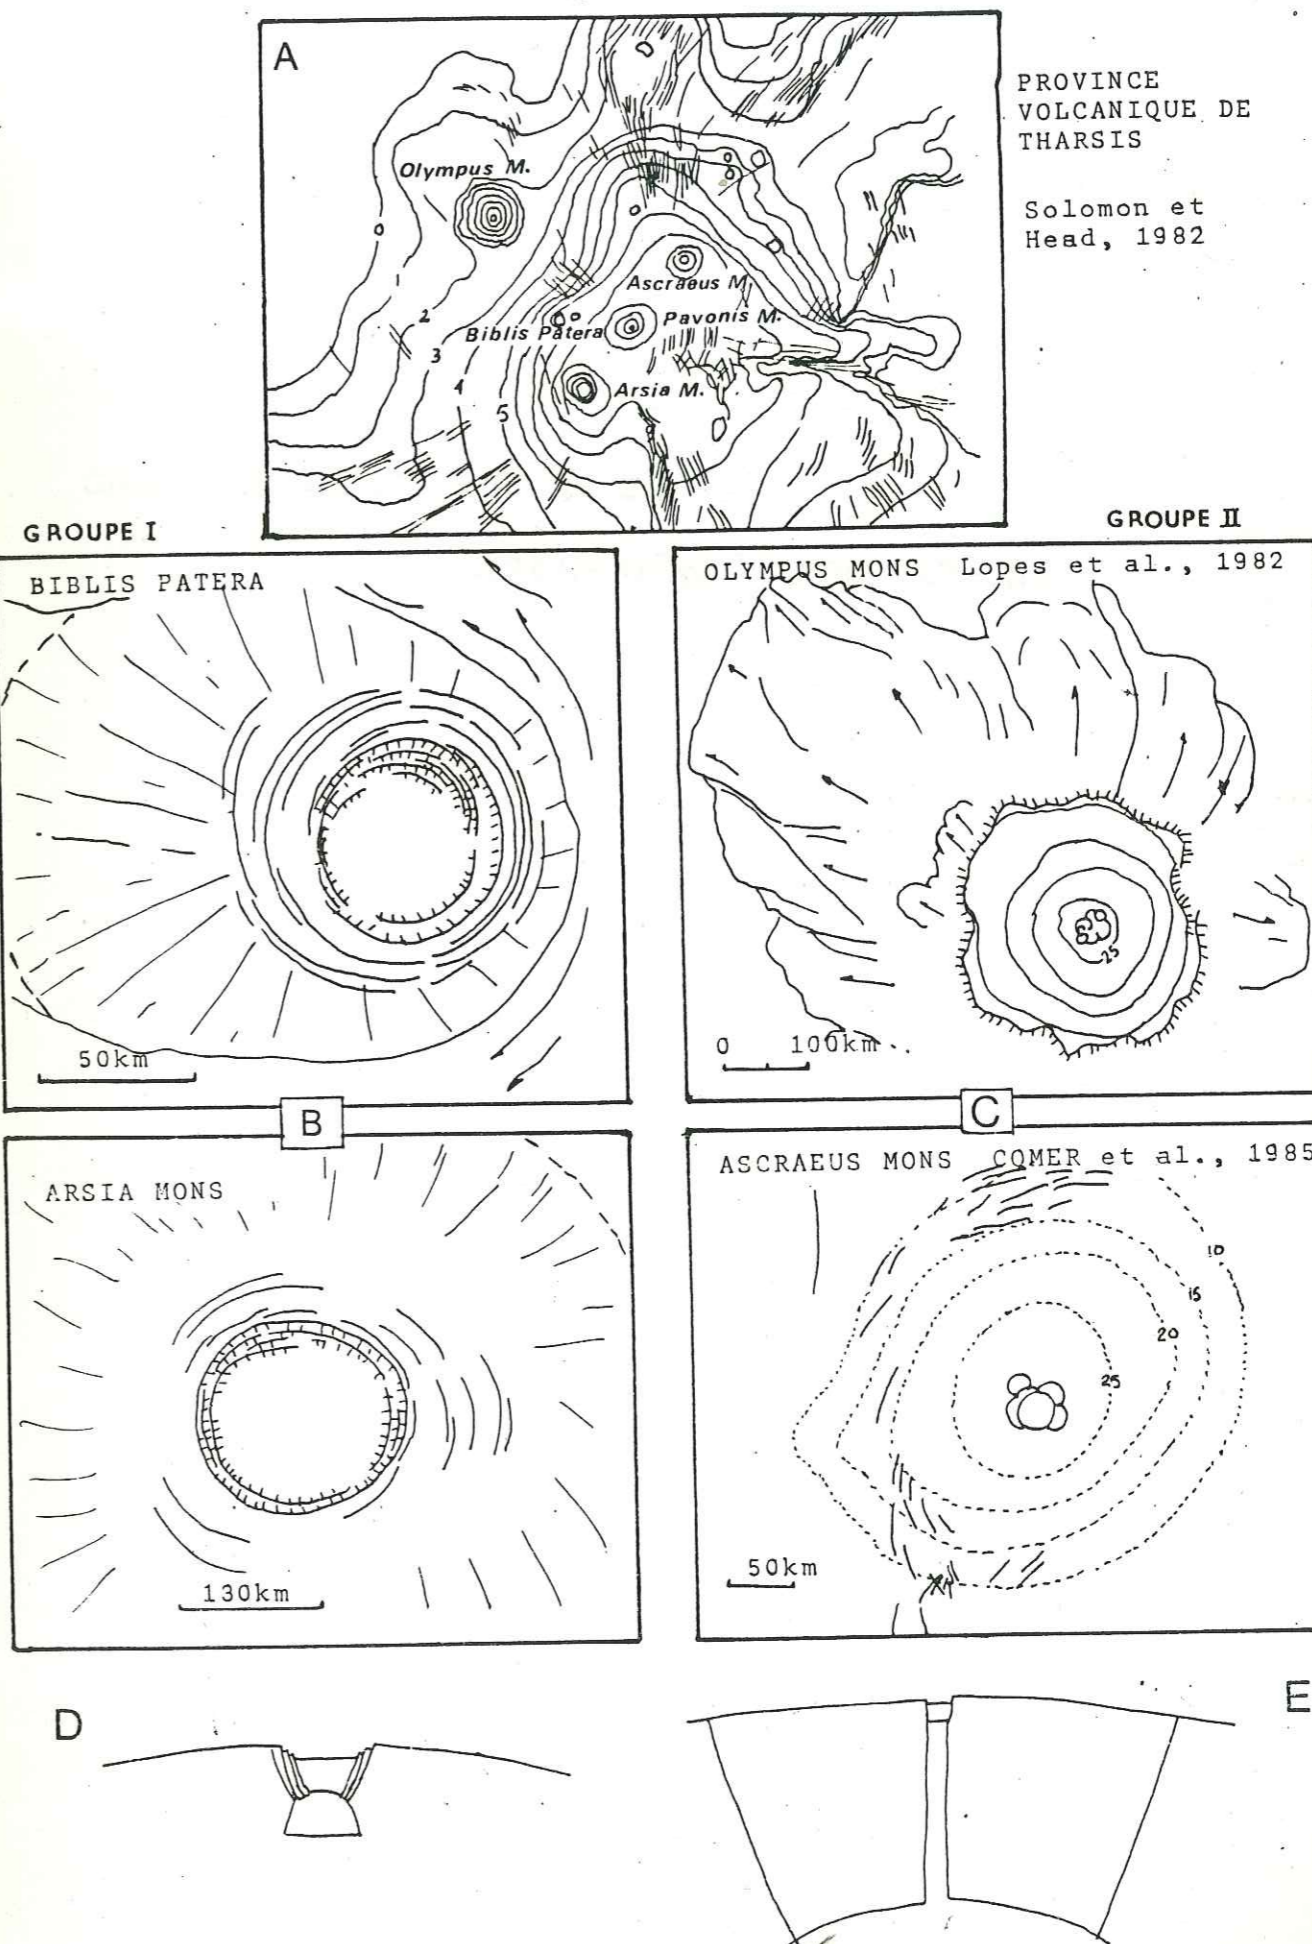 A
PROVINCE
VOLCANIQUE DE
THARSIS
Solomon et
Head, 1982
Olympus M.
0
1
2
3
4
5
Ascraeus M.
Biblis Patera
Pavonis M.
Arsia M.
GROUPE I
GROUPE II
BIBLIS PATERA
50km
OLYMPUS MONS Lopes et al., 1982
25
0 100km
B
C
ARSIA MONS
130km
ASCRAEUS MONS COMER et al., 1985
10
15
20
25
50km
D
E